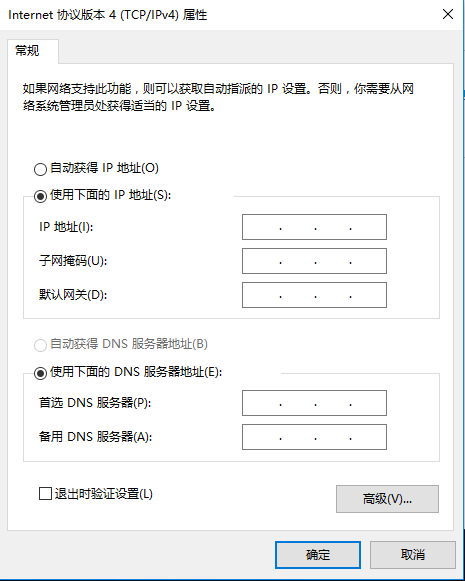 Internet 协议版本 4 (TCP/IPv4) 属性
常规
如果网络支持此功能，则可以获取自动指派的 IP 设置。否则，你需要从网
络系统管理员处获得适当的 IP 设置。
自动获得 IP 地址(O)
使用下面的 IP 地址(S):
IP 地址(I):
子网掩码(U):
默认网关(D):
自动获得 DNS 服务器地址(B)
使用下面的 DNS 服务器地址(E):
首选 DNS 服务器(P):
备用 DNS 服务器(A):
退出时验证设置(L)
高级(V)...
确定
取消